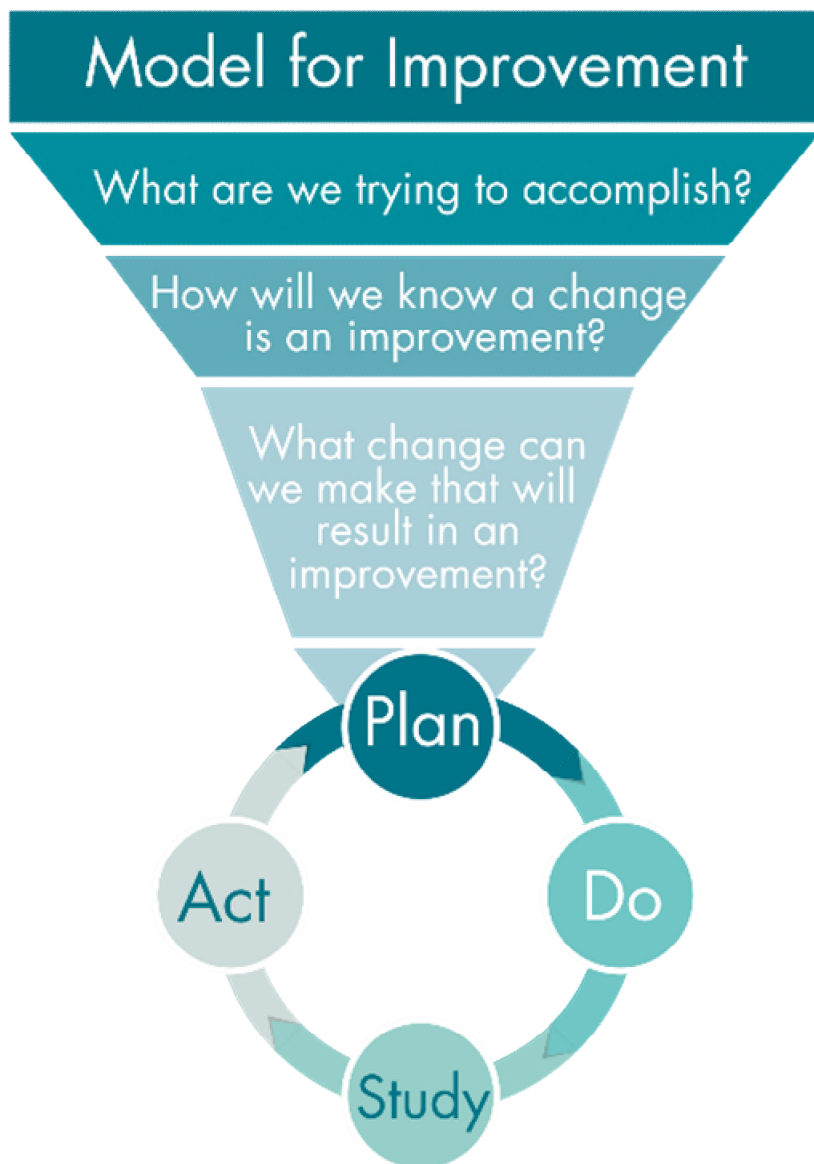 Model for Improvement
What are we trying to accomplish?
How will we know a change
is an improvement?
What change can
we make that will
result in an
improvement?
Plan
Act
Do
Study